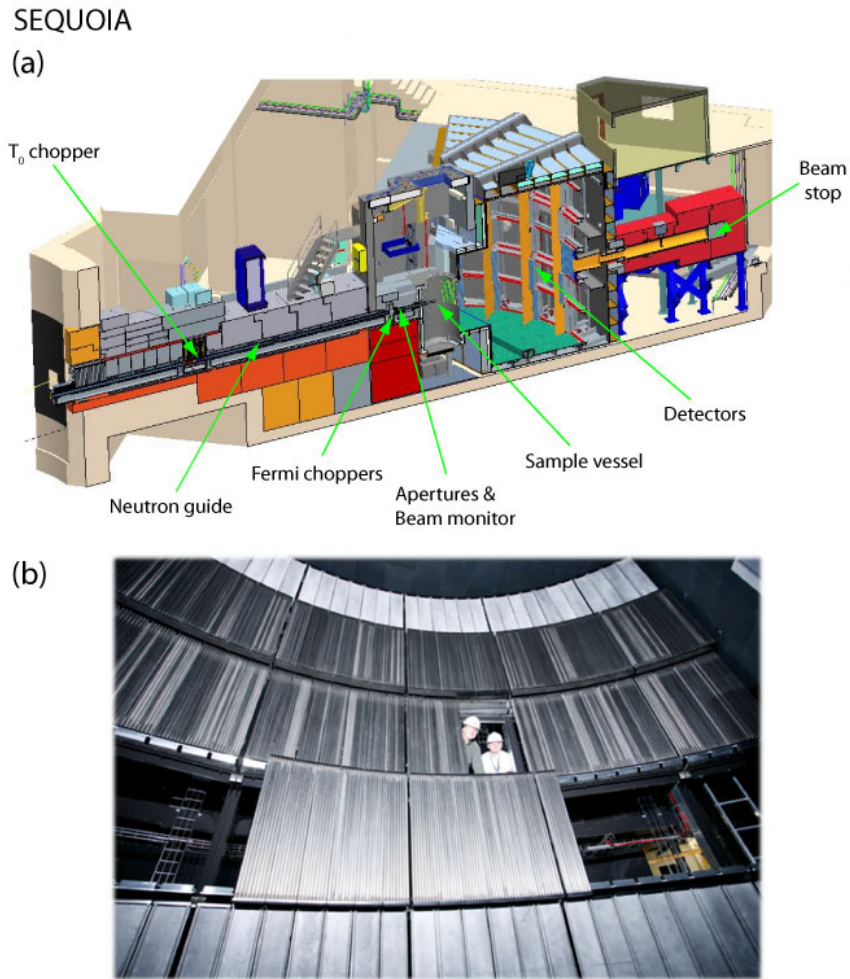 SEQUOIA
(a)
T₀ chopper
Beam
stop
Detectors
Sample vessel
Fermi choppers
Apertures &
Beam monitor
Neutron guide
(b)